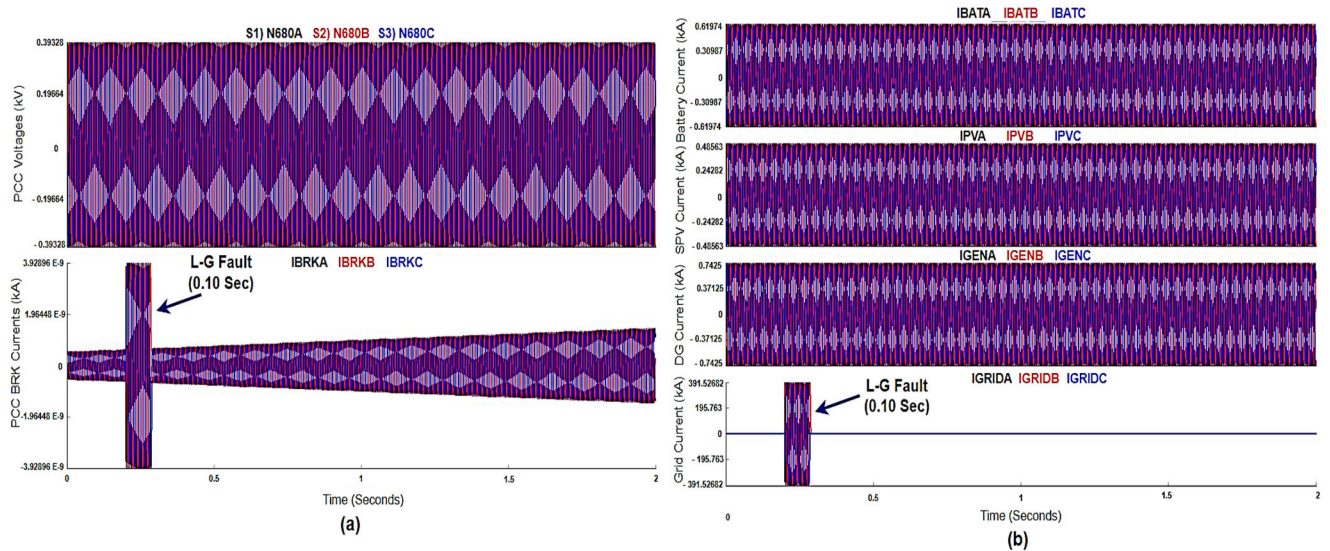 S1) N680A S2) N680B S3) N680C
PCC Voltages (kV)
0.39328
0.19664
0
- 0.19664
- 0.39328
IBRKA IBRKB IBRKC
PCC BRK Currents (kA)
3.92896 E-9
1.96448 E-9
0
-1.96448 E-9
-3.92896 E-9
L-G Fault
(0.10 Sec)
0 0.5 1 1.5 2
Time (Seconds)
(a)
IBATA IBATB IBATC
Battery Current (kA)
0.61974
0.30987
0
- 0.30987
- 0.61974
IPVA IPVB IPVC
SPV Current (kA)
0.48563
0.24282
0
- 0.24282
- 0.48563
IGENA IGENB IGENC
DG Current (kA)
0.7425
0.37125
0
-0.37125
-0.7425
IGRIDA IGRIDB IGRIDC
Grid Current (kA)
391.52682
195.763
0
- 195.763
- 391.52682
L-G Fault
(0.10 Sec)
0 0.5 1 1.5 2
Time (Seconds)
(b)